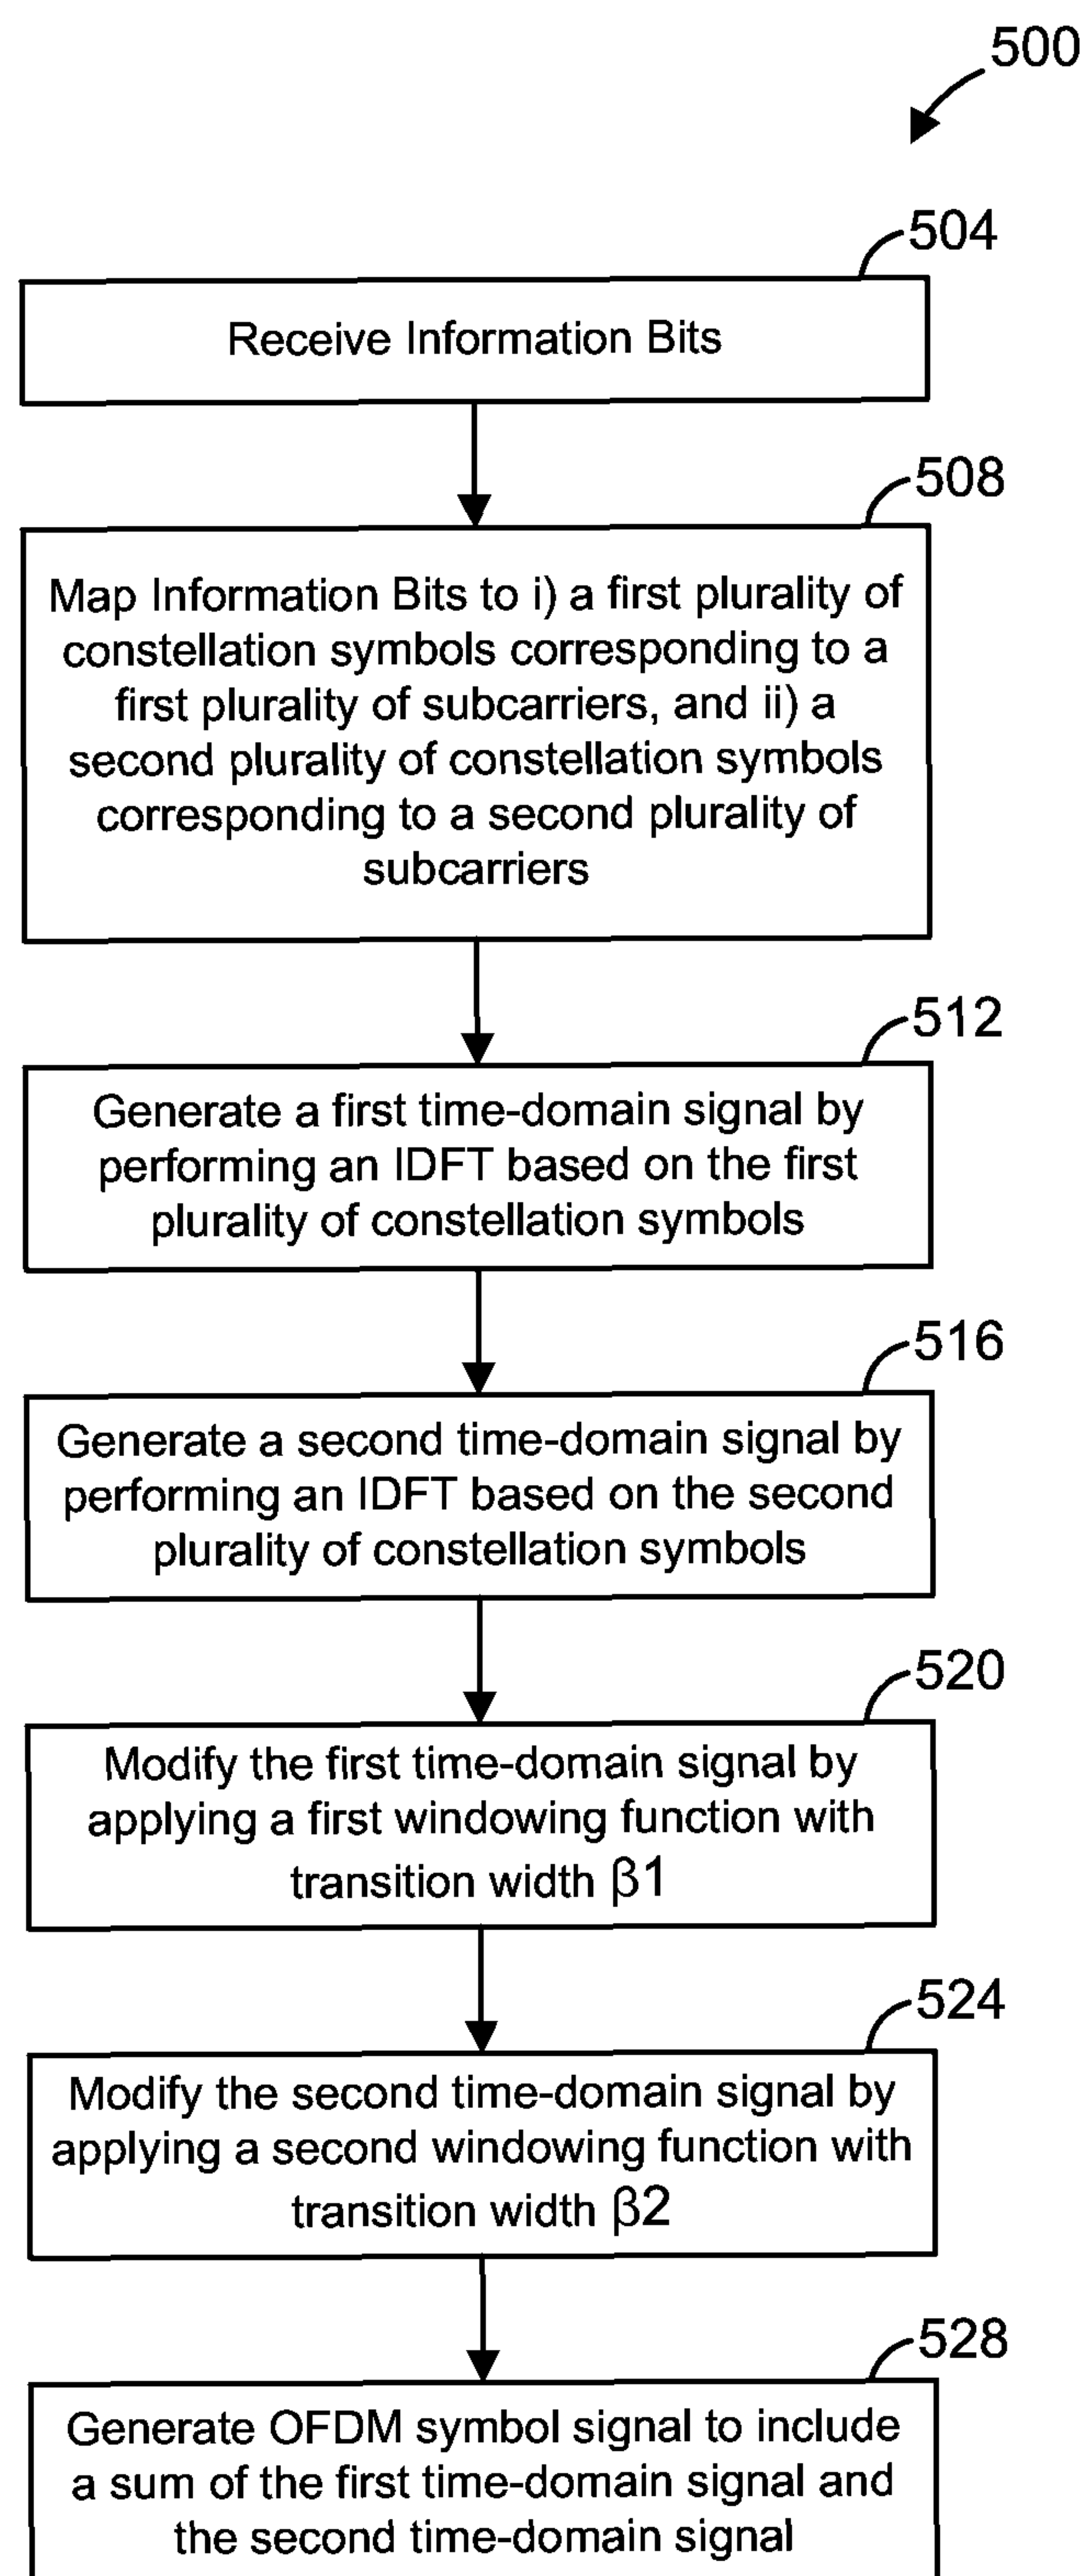 500
504
Receive Information Bits
508
Map Information Bits to i) a first plurality of
constellation symbols corresponding to a
first plurality of subcarriers, and ii) a
second plurality of constellation symbols
corresponding to a second plurality of
subcarriers
512
Generate a first time-domain signal by
performing an IDFT based on the first
plurality of constellation symbols
516
Generate a second time-domain signal by
performing an IDFT based on the second
plurality of constellation symbols
520
Modify the first time-domain signal by
applying a first windowing function with
transition width β1
524
Modify the second time-domain signal by
applying a second windowing function with
transition width β2
528
Generate OFDM symbol signal to include
a sum of the first time-domain signal and
the second time-domain signal